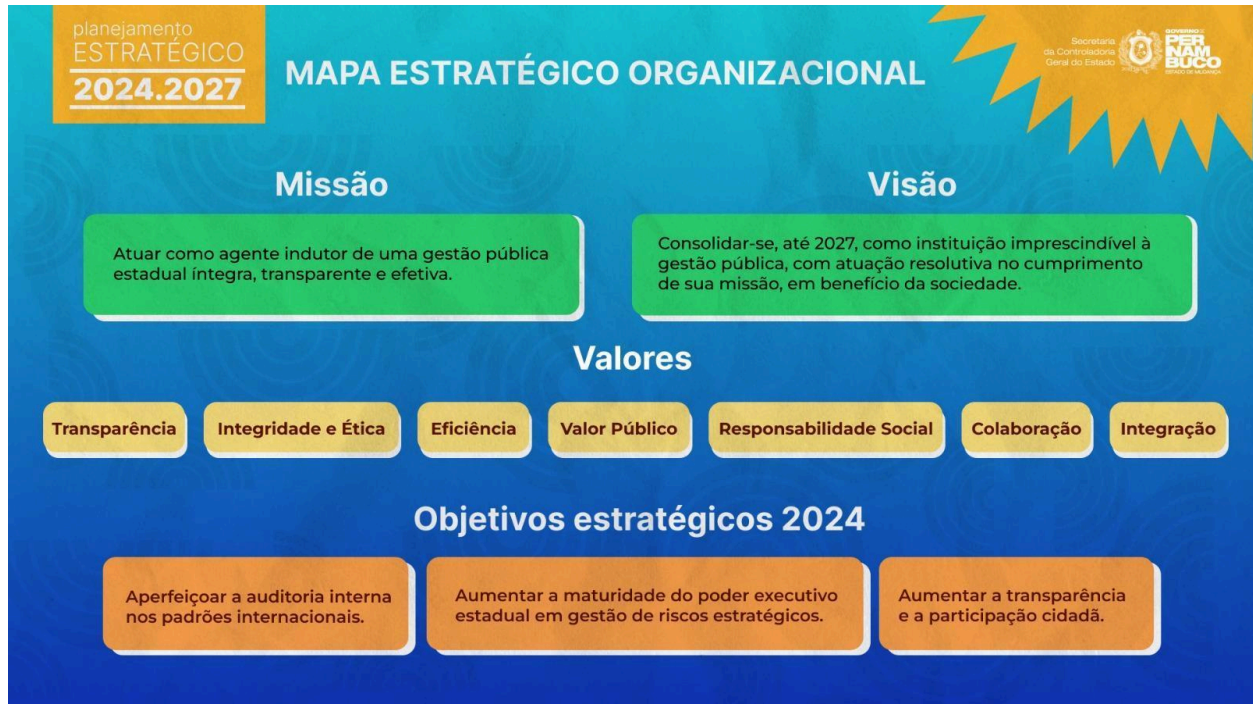 planejamento
ESTRATÉGICO
2024.2027
MAPA ESTRATÉGICO ORGANIZACIONAL
Secretaria
da Controladoria
Geral do Estado
GOVERNO DE
PER
NAM
BUCO
ESTADO DE MUDANÇA
Missão
Atuar como agente indutor de uma gestão pública
estadual íntegra, transparente e efetiva.
Visão
Consolidar-se, até 2027, como instituição imprescindível à
gestão pública, com atuação resolutiva no cumprimento
de sua missão, em benefício da sociedade.
Valores
Transparência
Integridade e Ética
Eficiência
Valor Público
Responsabilidade Social
Colaboração
Integração
Objetivos estratégicos 2024
Aperfeiçoar a auditoria interna
nos padrões internacionais.
Aumentar a maturidade do poder executivo
estadual em gestão de riscos estratégicos.
Aumentar a transparência
e a participação cidadã.